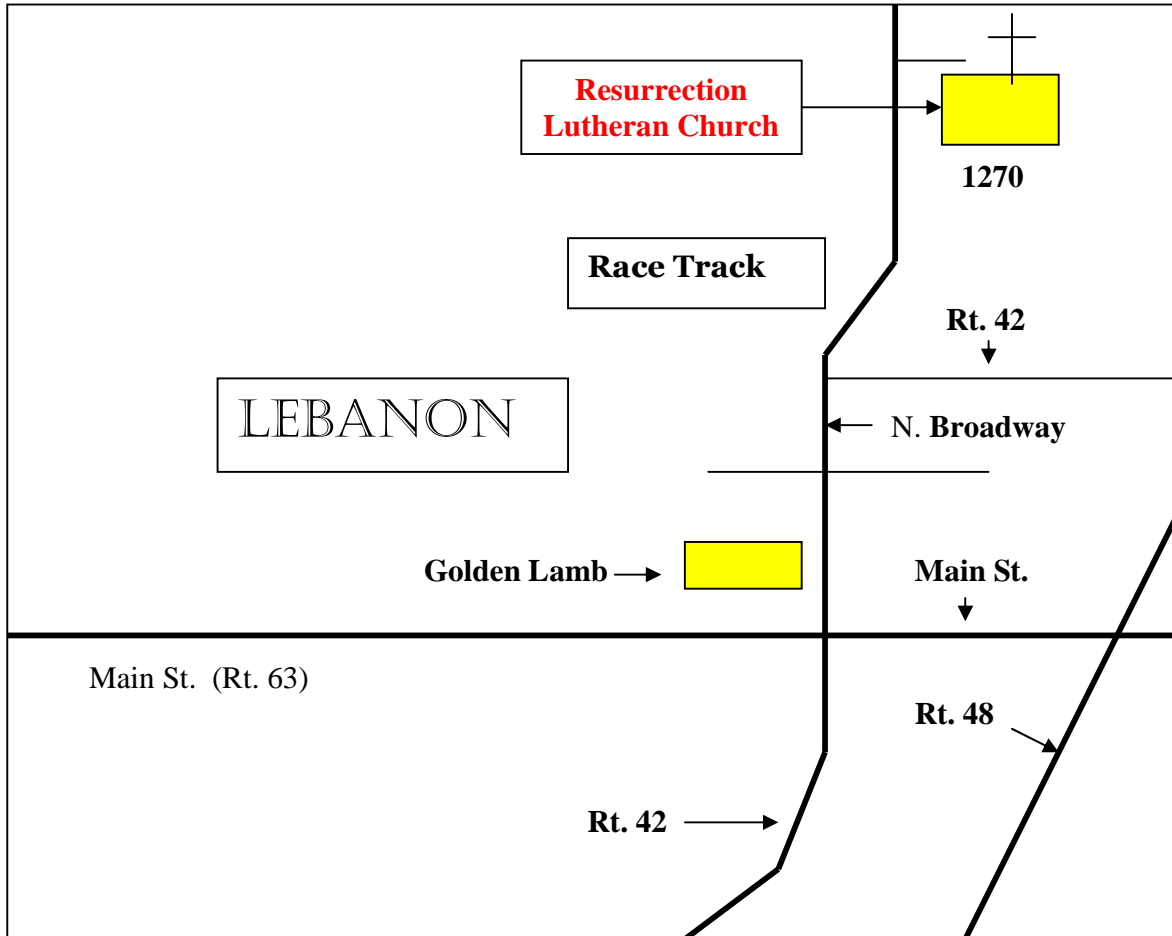 Resurrection
Lutheran Church
1270
Race Track
Rt. 42
LEBANON
N. Broadway
Golden Lamb
Main St.
Main St. (Rt. 63)
Rt. 48
Rt. 42